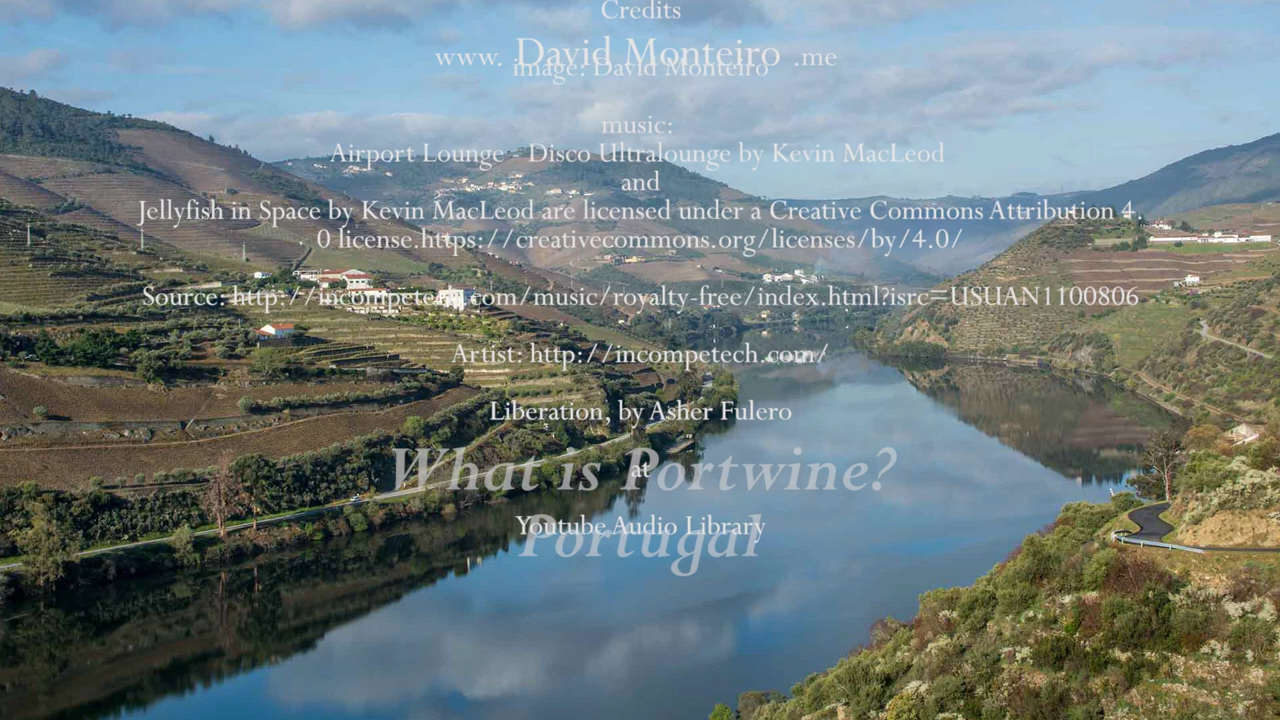 Credits
www. David Monteiro .me
image: David Monteiro
music:
Airport Lounge - Disco Ultralounge by Kevin MacLeod
and
Jellyfish in Space by Kevin MacLeod are licensed under a Creative Commons Attribution 4
0 license.https://creativecommons.org/licenses/by/4.0/
Source: http://incompetech.com/music/royalty-free/index.html?isrc=USUAN1100806
Artist: http://incompetech.com/
Liberation, by Asher Fulero
What is Portwine?
at
Youtube Audio Library
Portugal